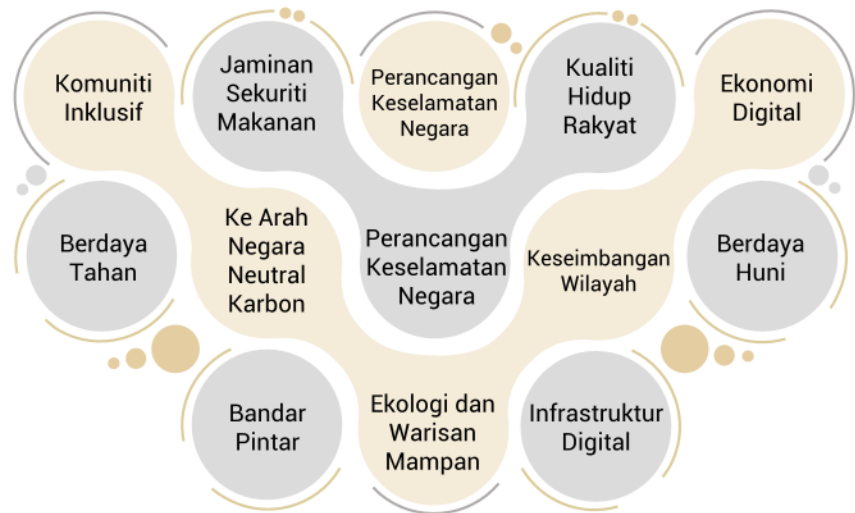 Komuniti
Inklusif
Jaminan
Sekuriti
Makanan
Perancangan
Keselamatan
Negara
Kualiti
Hidup
Rakyat
Ekonomi
Digital
Berdaya
Tahan
Ke Arah
Negara
Neutral
Karbon
Perancangan
Keselamatan
Negara
Keseimbangan
Wilayah
Berdaya
Huni
Bandar
Pintar
Ekologi dan
Warisan
Mampan
Infrastruktur
Digital